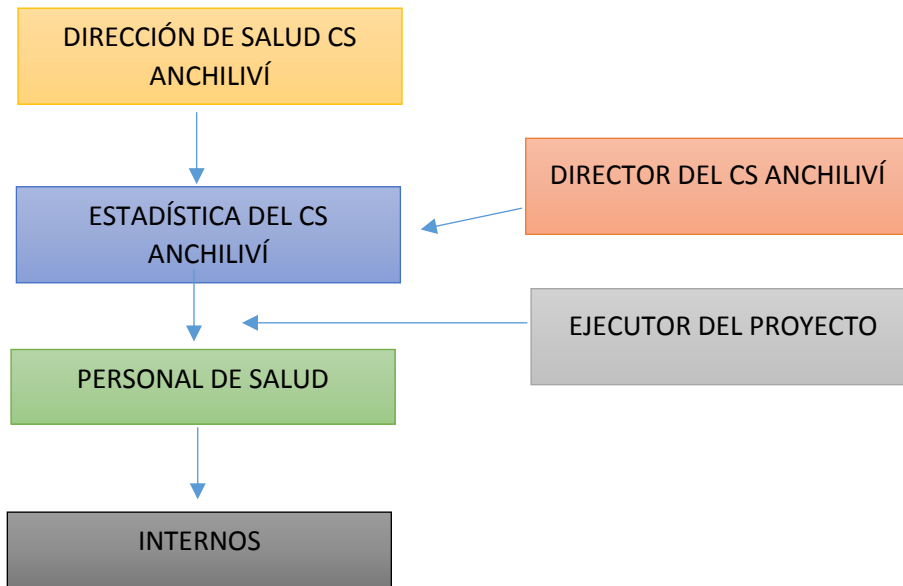 DIRECCIÓN DE SALUD CS
ANCHILIVÍ
DIRECTOR DEL CS ANCHILIVÍ
ESTADÍSTICA DEL CS
ANCHILIVÍ
EJECUTOR DEL PROYECTO
PERSONAL DE SALUD
INTERNOS